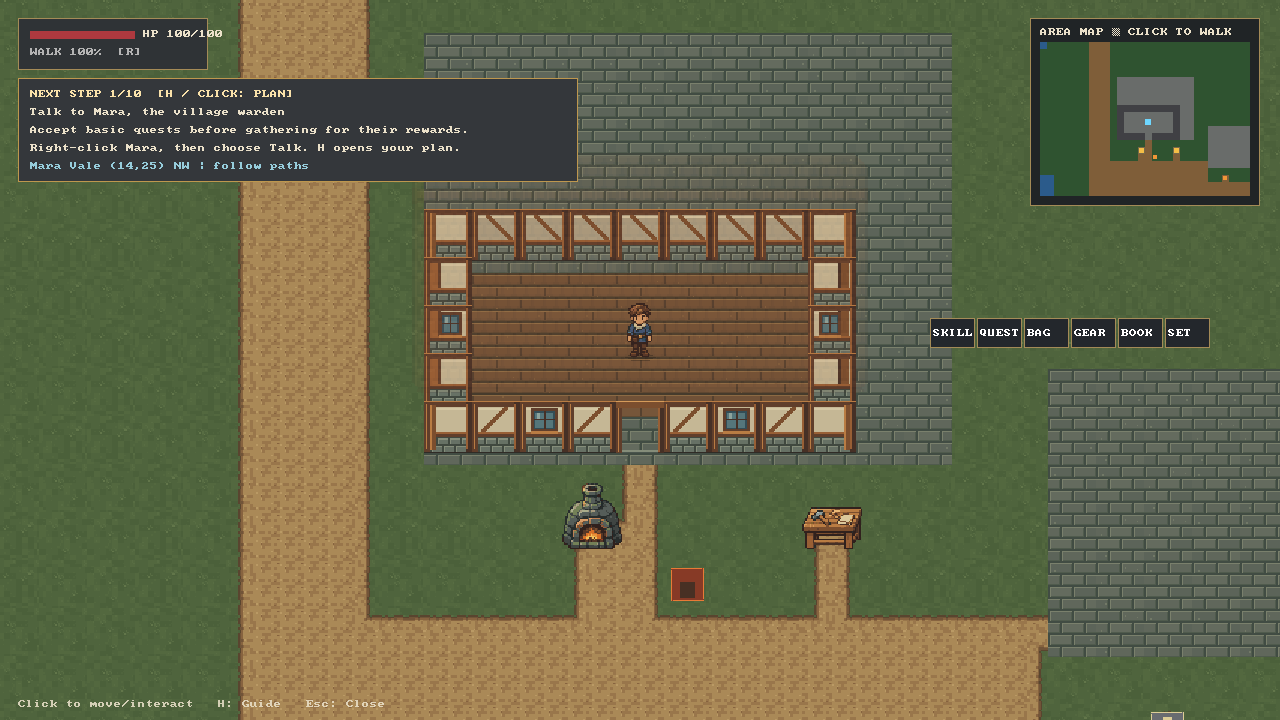 HP 100/100
WALK 100% [R]
NEXT STEP 1/10 [H / CLICK: PLAN]
Talk to Mara, the village warden
Accept basic quests before gathering for their rewards.
Right-click Mara, then choose Talk. H opens your plan.
Mara Vale (14,25) NW ¦ follow paths
AREA MAP ▒ CLICK TO WALK
SKILL QUEST BAG GEAR BOOK SET
Click to move/interact H: Guide Esc: Close